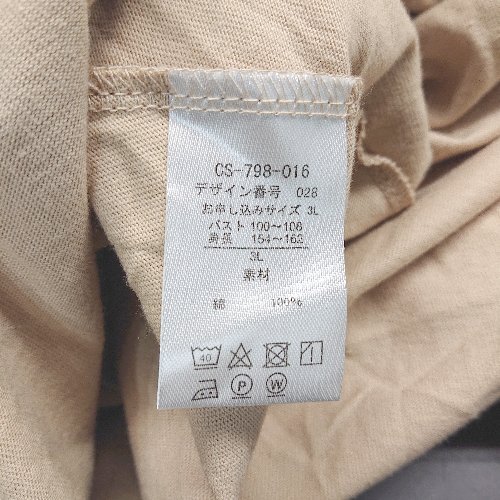 CS-798-016
デザイン番号 028
お申し込みサイズ 3L
バスト 100〜108
身長 154〜162
3L
素材
綿 100%
40
P W